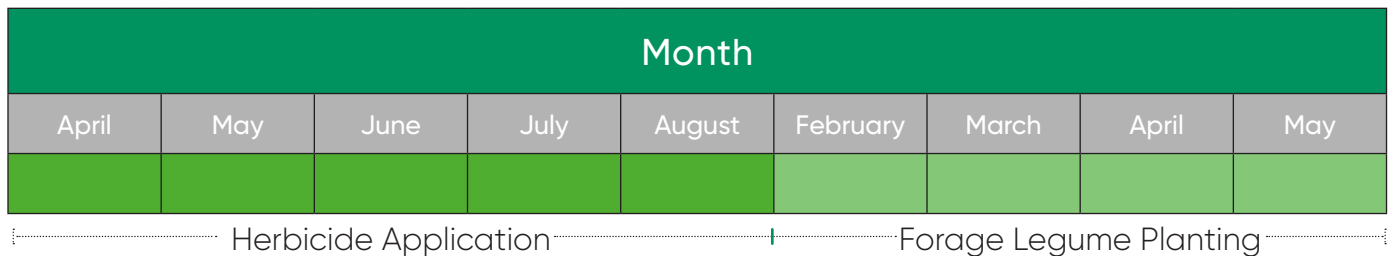 Month
April May June July August February March April May
Herbicide Application Forage Legume Planting